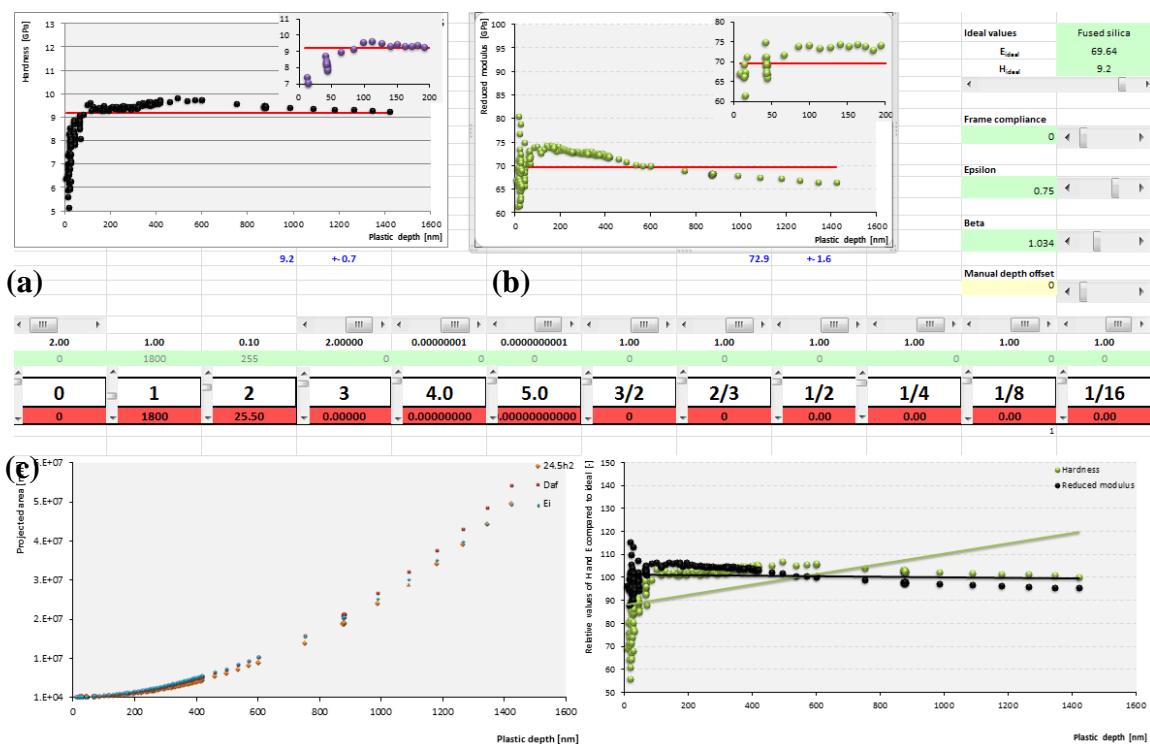 Hardness [GPa]
13
12
11
10
9
8
7
6
5
0 200 400 600 800 1000 1200 1400 1600
Plastic depth [nm]
11
10
9
8
7
0 50 100 150 200
9.2 +-0.7
(a)
Reduced modulus [GPa]
100
95
90
85
80
75
70
65
60
0 200 400 600 800 1000 1200 1400 1600
Plastic depth [nm]
80
75
70
65
60
0 50 100 150 200
72.9 +-1.6
(b)
Ideal values Fused silica
Eideal 69.64
Hideal 9.2
Frame compliance
0
Epsilon
0.75
Beta
1.034
Manual depth offset
0
2.00 1.00 0.10 2.00000 0.00000001 0.0000000001 1.00 1.00 1.00 1.00 1.00 1.00
0 1800 255 0 0 0 0 0 0 0 0 0
0 1 2 3 4.0 5.0 3/2 2/3 1/2 1/4 1/8 1/16
0 1800 25.50 0.00000 0.00000000 .00000000000 0 0 0.00 0.00 0.00 0.00
1
(c)
Projected area
5.E+07
5.E+07
4.E+07
3.E+07
2.E+07
1.E+07
1.E+04
0 200 400 600 800 1000 1200 1400 1600
Plastic depth [nm]
24.5h2
Daf
Ei
Relative values of H and E compared to ideal [-]
150
140
130
120
110
100
90
80
70
60
50
0 200 400 600 800 1000 1200 1400 1600
Plastic depth [nm]
Hardness
Reduced modulus